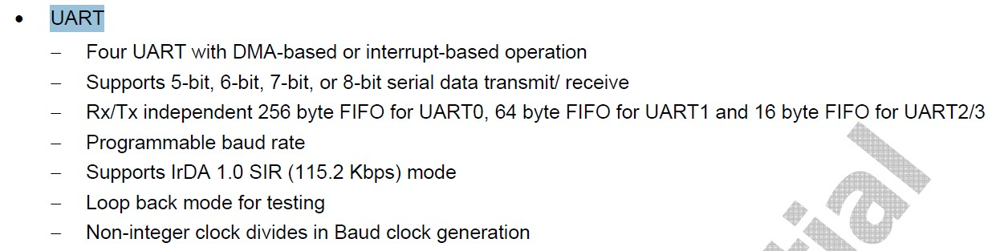 • UART
– Four UART with DMA-based or interrupt-based operation
– Supports 5-bit, 6-bit, 7-bit, or 8-bit serial data transmit/ receive
– Rx/Tx independent 256 byte FIFO for UART0, 64 byte FIFO for UART1 and 16 byte FIFO for UART2/3
– Programmable baud rate
– Supports IrDA 1.0 SIR (115.2 Kbps) mode
– Loop back mode for testing
– Non-integer clock divides in Baud clock generation
tial